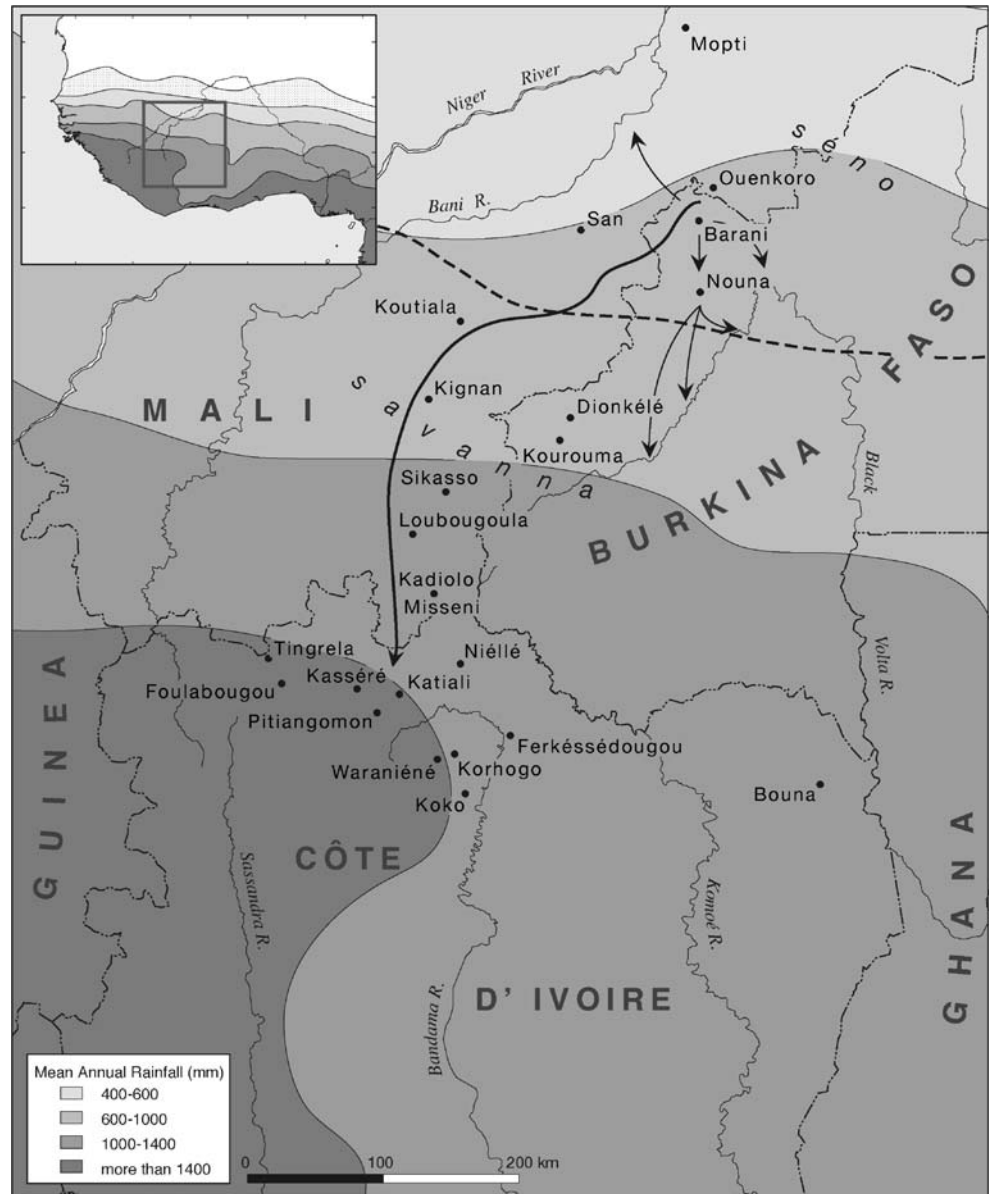 Mopti
Niger River
séno
Ouenkoro
Bani R.
San
Barani
Nouna
Koutiala
FASO
savanna
Kignan
MALI
Dionkélé
Kourouma
Black
Sikasso
BURKINA
Loubougoula
Kadiolo
Misseni
Volta R.
Tingrela
Niéllé
Kasséré
Katiali
Foulabougou
Pitiangomon
GUINEA
Ferkéssédougou
Waraniéné
Korhogo
Bouna
Koko
CÔTE
Sassandra R.
Komoé R.
GHANA
D' IVOIRE
Bandama R.
Mean Annual Rainfall (mm)
400-600
600-1000
1000-1400
more than 1400
0 100 200 km